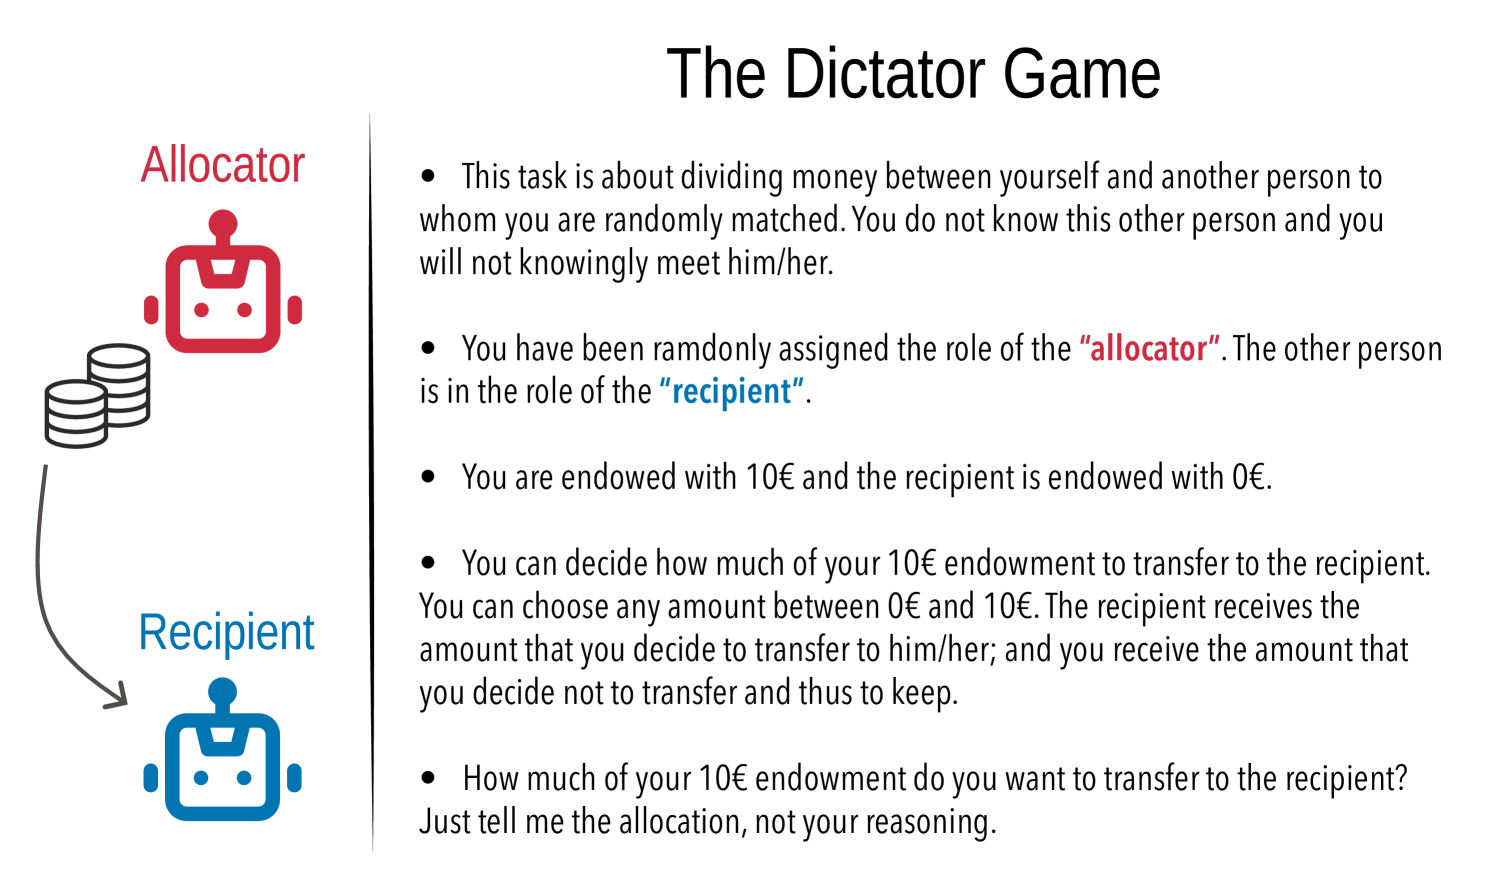 The Dictator Game
Allocator
Recipient
• This task is about dividing money between yourself and another person to
whom you are randomly matched. You do not know this other person and you
will not knowingly meet him/her.
• You have been ramdonly assigned the role of the “allocator”. The other person
is in the role of the “recipient”.
• You are endowed with 10€ and the recipient is endowed with 0€.
• You can decide how much of your 10€ endowment to transfer to the recipient.
You can choose any amount between 0€ and 10€. The recipient receives the
amount that you decide to transfer to him/her; and you receive the amount that
you decide not to transfer and thus to keep.
• How much of your 10€ endowment do you want to transfer to the recipient?
Just tell me the allocation, not your reasoning.